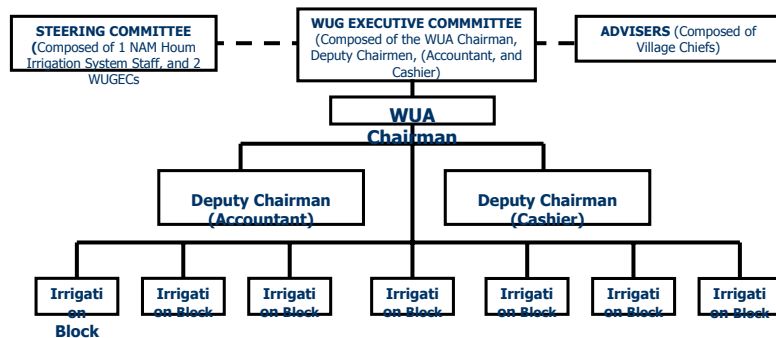 STEERING COMMITTEE
(Composed of 1 NAM Houm
Irrigation System Staff, and 2
WUGECs
WUG EXECUTIVE COMMMITTEE
(Composed of the WUA Chairman,
Deputy Chairmen, (Accountant, and
Cashier)
ADVISERS (Composed of
Village Chiefs)
WUA
Chairman
Deputy Chairman
(Accountant)
Deputy Chairman
(Cashier)
Irrigati
on
Block
Irrigati
on Block
Irrigati
on Block
Irrigati
on Block
Irrigati
on Block
Irrigati
on Block
Irrigati
on Block